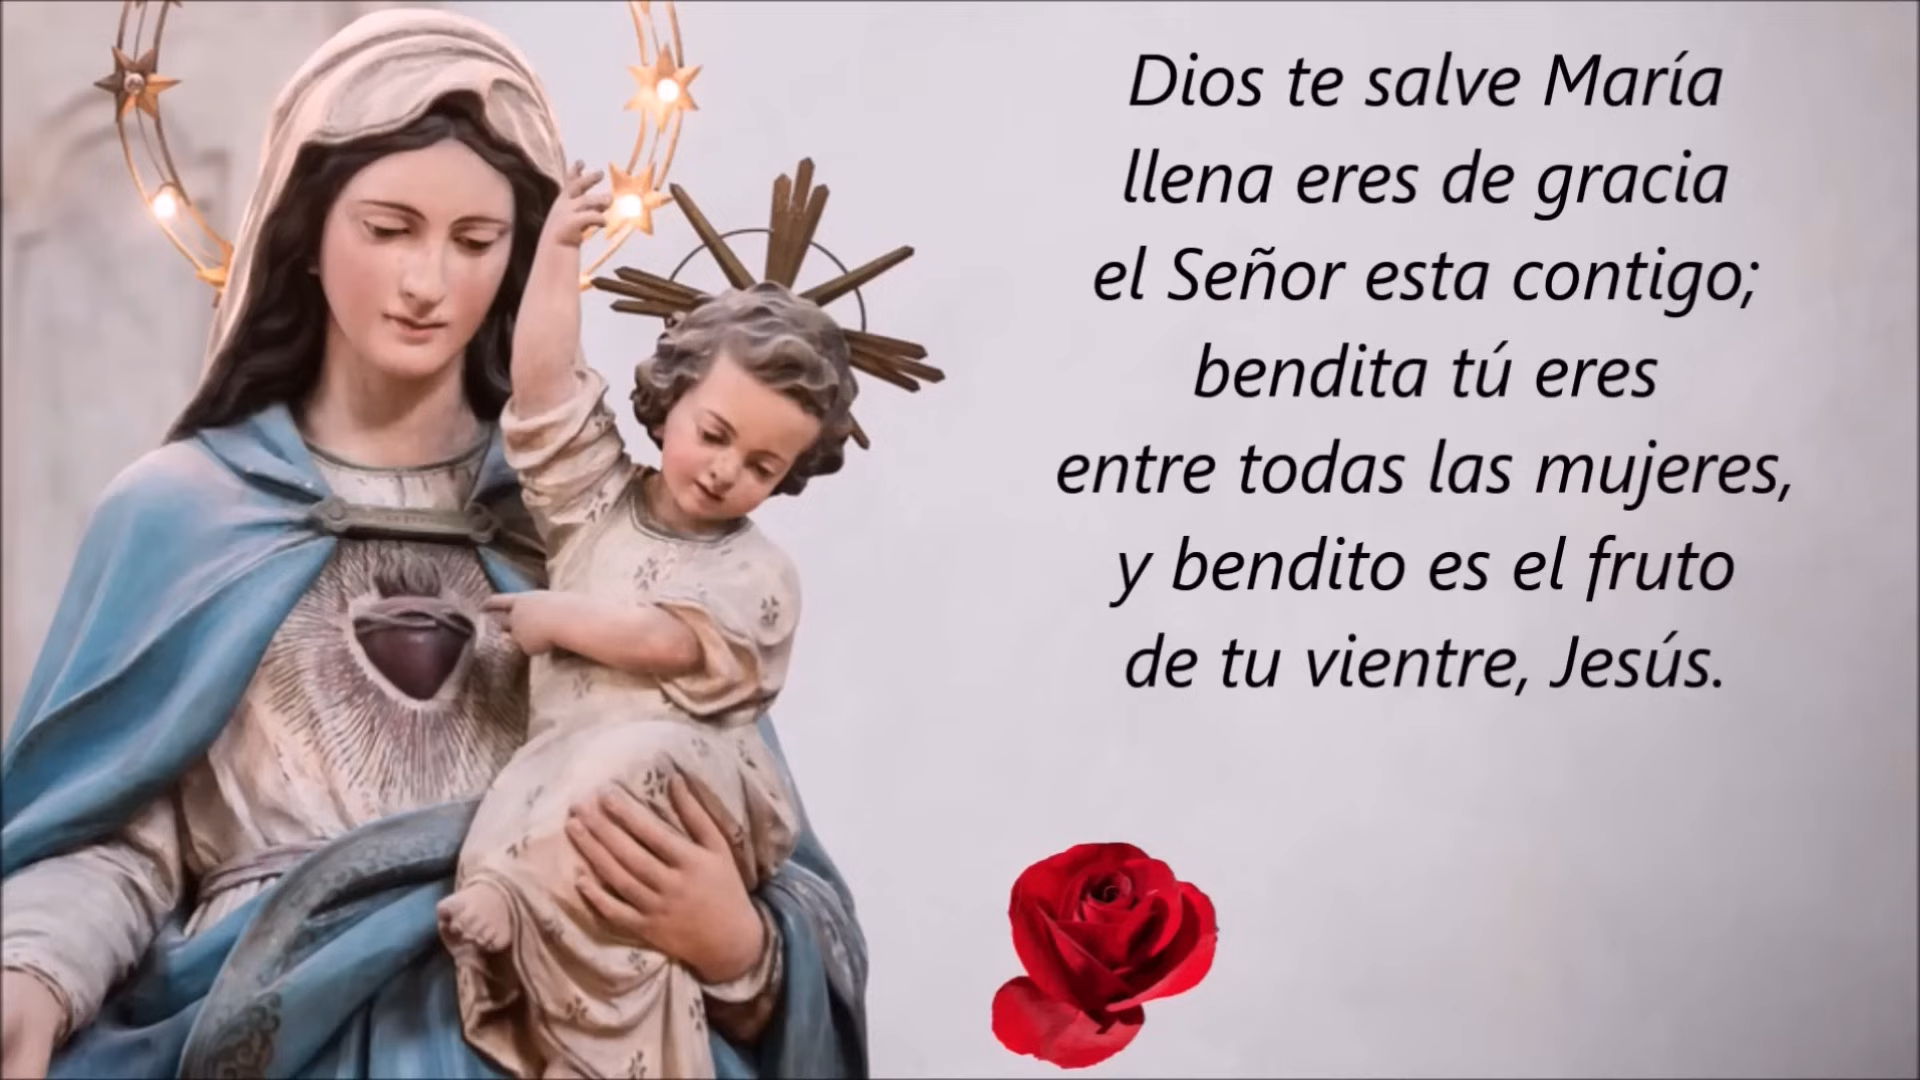 Dios te salve María
llena eres de gracia
el Señor esta contigo;
bendita tú eres
entre todas las mujeres,
y bendito es el fruto
de tu vientre, Jesús.